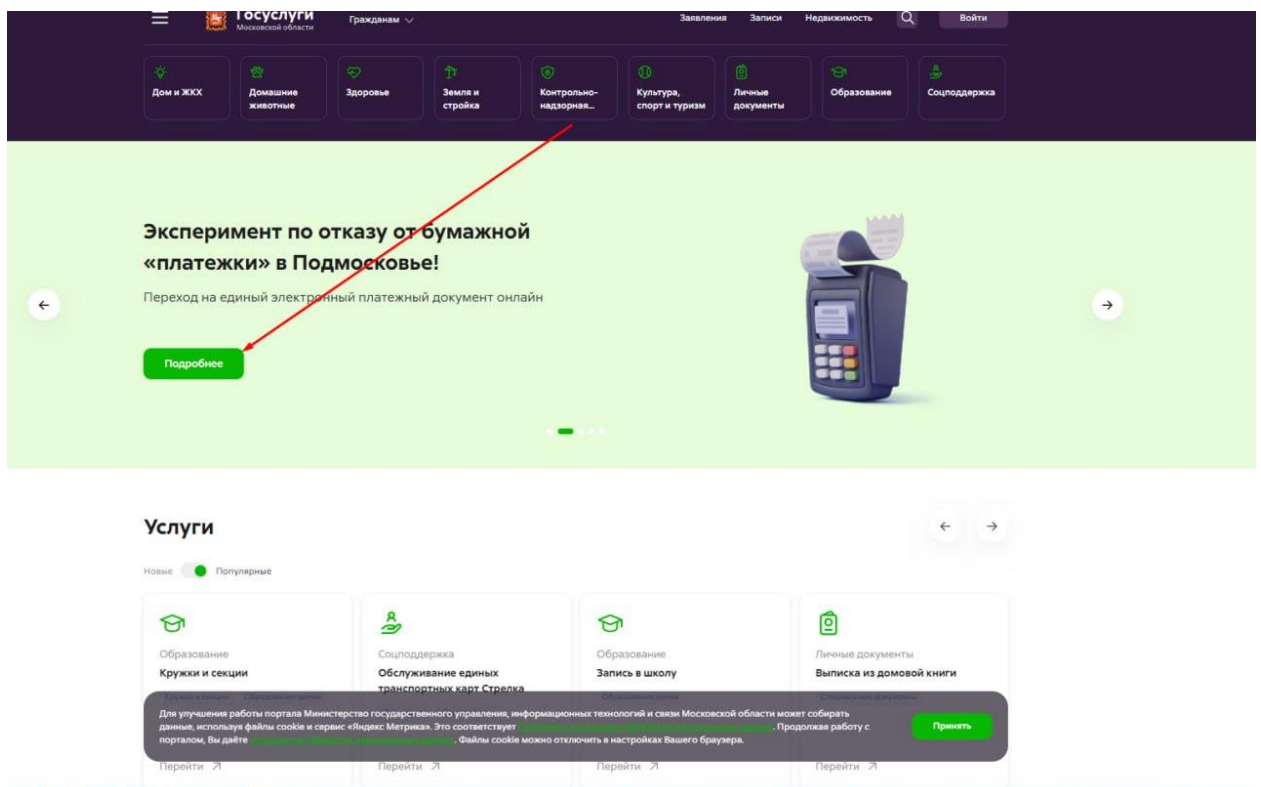 Госуслуги
Московской области
Гражданам
Заявления Записи Недвижимость Войти
Дом и ЖКХ
Домашние
животные
Здоровье
Земля и
стройка
Контрольно-
надзорная...
Культура,
спорт и туризм
Личные
документы
Образование
Соцподдержка
Эксперимент по отказу от бумажной
«платежки» в Подмосковье!
Переход на единый электронный платежный документ онлайн
Подробнее
Услуги
Новые Популярные
Образование
Кружки и секции
Соцподдержка
Обслуживание единых
транспортных карт Стрелка
Образование
Запись в школу
Личные документы
Выписка из домовой книги
Для улучшения работы портала Министерство государственного управления, информационных технологий и связи Московской области может собирать
данные, используя файлы cookie и сервис «Яндекс Метрика». Это соответствует . Продолжая работу с
порталом, Вы даёте . Файлы cookie можно отключить в настройках Вашего браузера.
Принять
Перейти
Перейти
Перейти
Перейти